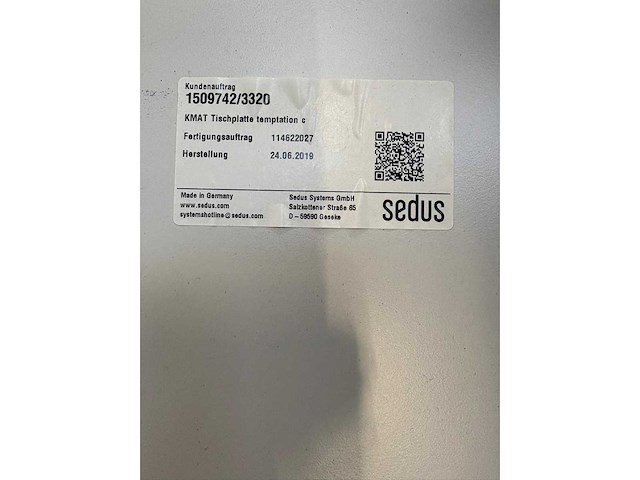 Kundenauftrag
1509742/3320
KMAT Tischplatte temptation c
Fertigungsauftrag 114622027
Herstellung 24.06.2019
Made in Germany
www.sedus.com
systemshotline@sedus.com
Sedus Systems GmbH
Salzkottener Straße 65
D-59590 Geseke
sedus